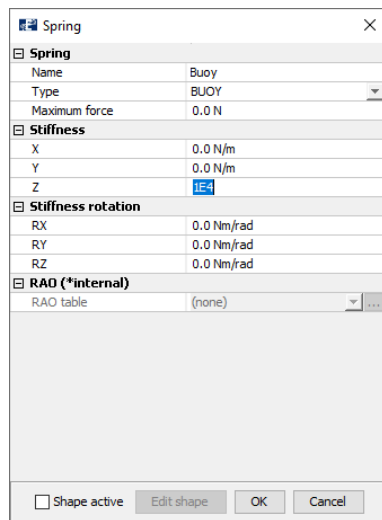 Spring
Spring
Name Buoy
Type BUOY
Maximum force 0.0 N
Stiffness
X 0.0 N/m
Y 0.0 N/m
Z 1E4
Stiffness rotation
RX 0.0 Nm/rad
RY 0.0 Nm/rad
RZ 0.0 Nm/rad
RAO (*internal)
RAO table (none) ...
Shape active Edit shape OK Cancel